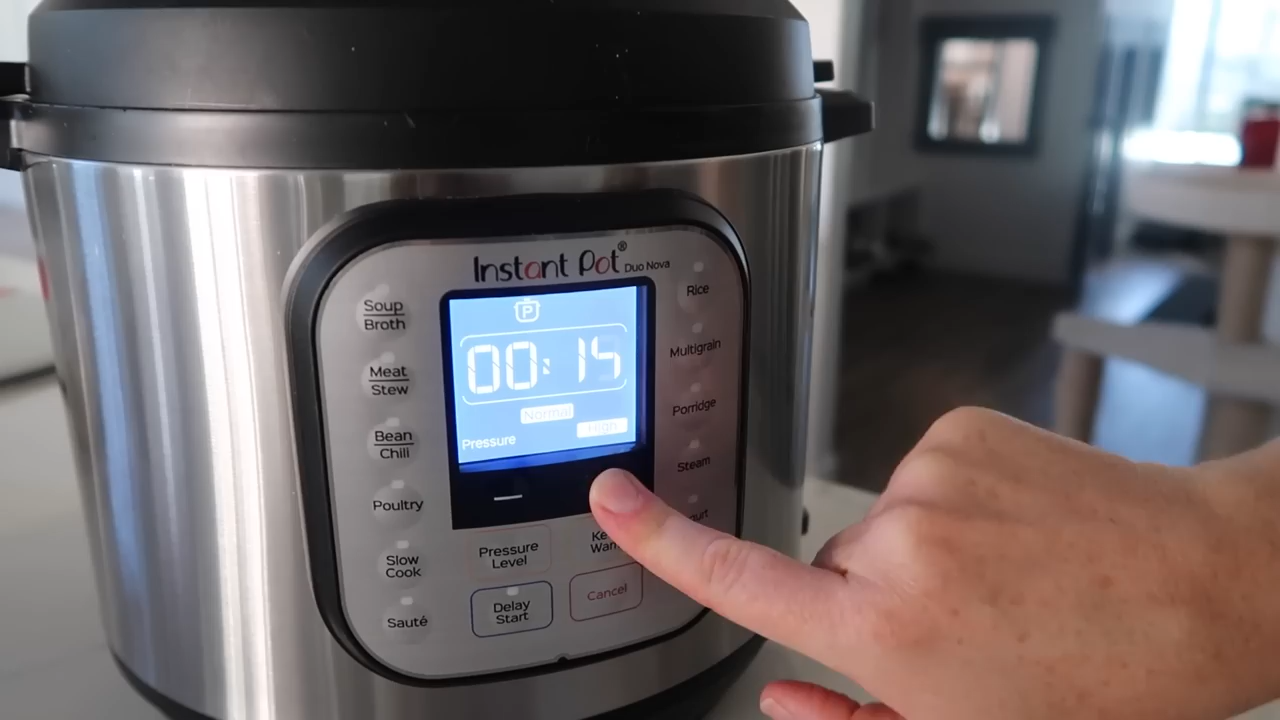 Instant Pot® Duo Nova
P
00:15
Normal
High
Pressure
—
Soup
Broth
Meat
Stew
Bean
Chili
Poultry
Slow
Cook
Sauté
Pressure
Level
Delay
Start
Cancel
Rice
Multigrain
Porridge
Steam